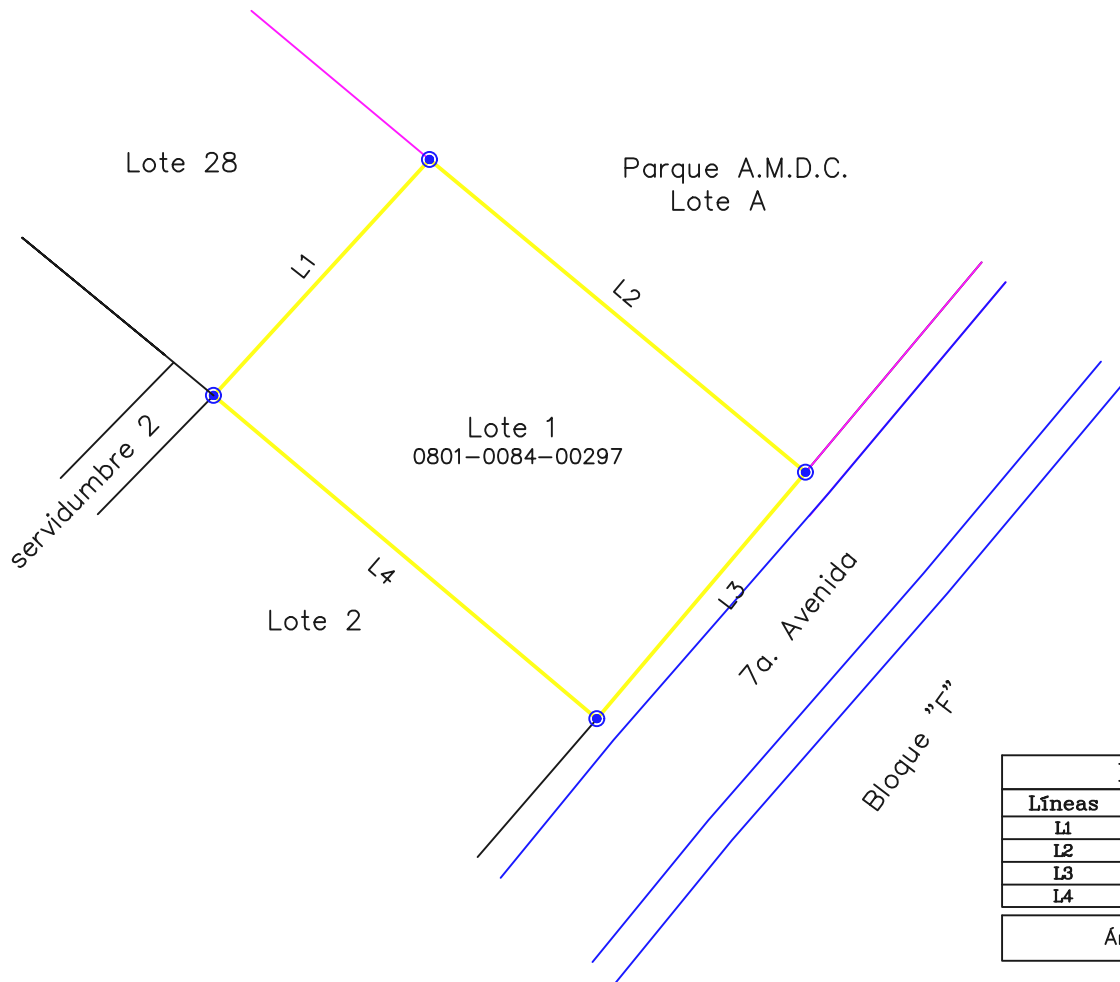 Lote 28
Parque A.M.D.C.
Lote A
L1
L2
Lote 1
0801-0084-00297
servidumbre 2
L4
L3
Lote 2
7a. Avenida
Bloque "F"
Líneas
L1
L2
L3
L4